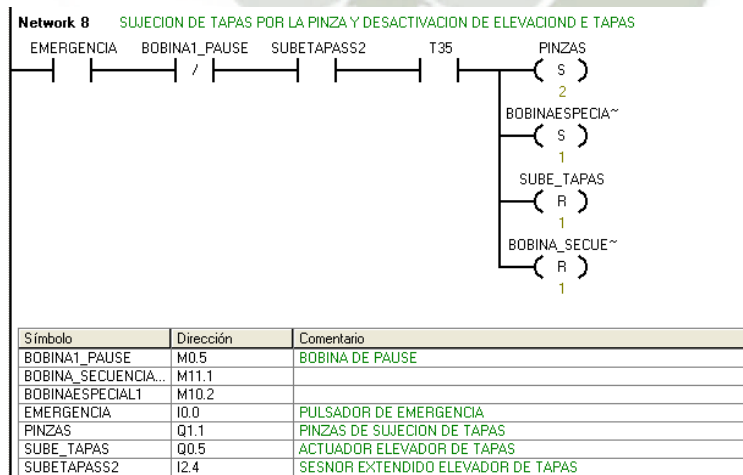 Network 8 SUJECION DE TAPAS POR LA PINZA Y DESACTIVACION DE ELEVACIOND E TAPAS
EMERGENCIA BOBINA1_PAUSE SUBETAPASS2 T35 PINZAS
/ S
2
BOBINAESPECIA~
S
1
SUBE_TAPAS
R
1
BOBINA_SECUE~
R
1
Símbolo Dirección Comentario
BOBINA1_PAUSE M0.5 BOBINA DE PAUSE
BOBINA_SECUENCIA... M11.1
BOBINAESPECIAL1 M10.2
EMERGENCIA I0.0 PULSADOR DE EMERGENCIA
PINZAS Q1.1 PINZAS DE SUJECION DE TAPAS
SUBE_TAPAS Q0.5 ACTUADOR ELEVADOR DE TAPAS
SUBETAPASS2 I2.4 SESNOR EXTENDIDO ELEVADOR DE TAPAS